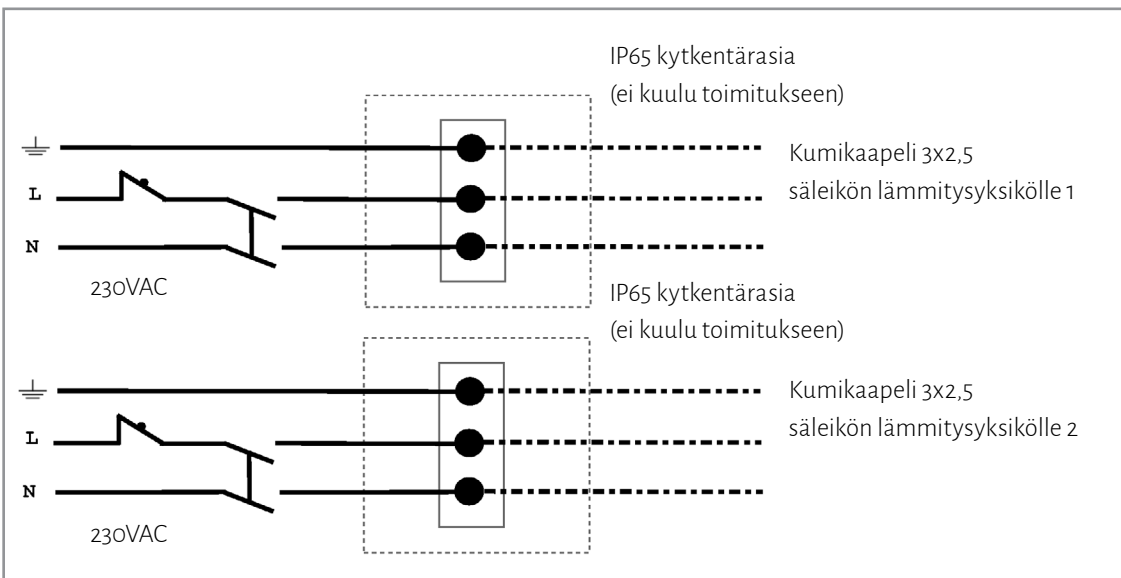 IP65 kytkentärasia
(ei kuulu toimitukseen)
Kumikaapeli 3x2,5
säleikön lämmitysyksikölle 1
L
N
230VAC
IP65 kytkentärasia
(ei kuulu toimitukseen)
Kumikaapeli 3x2,5
säleikön lämmitysyksikölle 2
L
N
230VAC